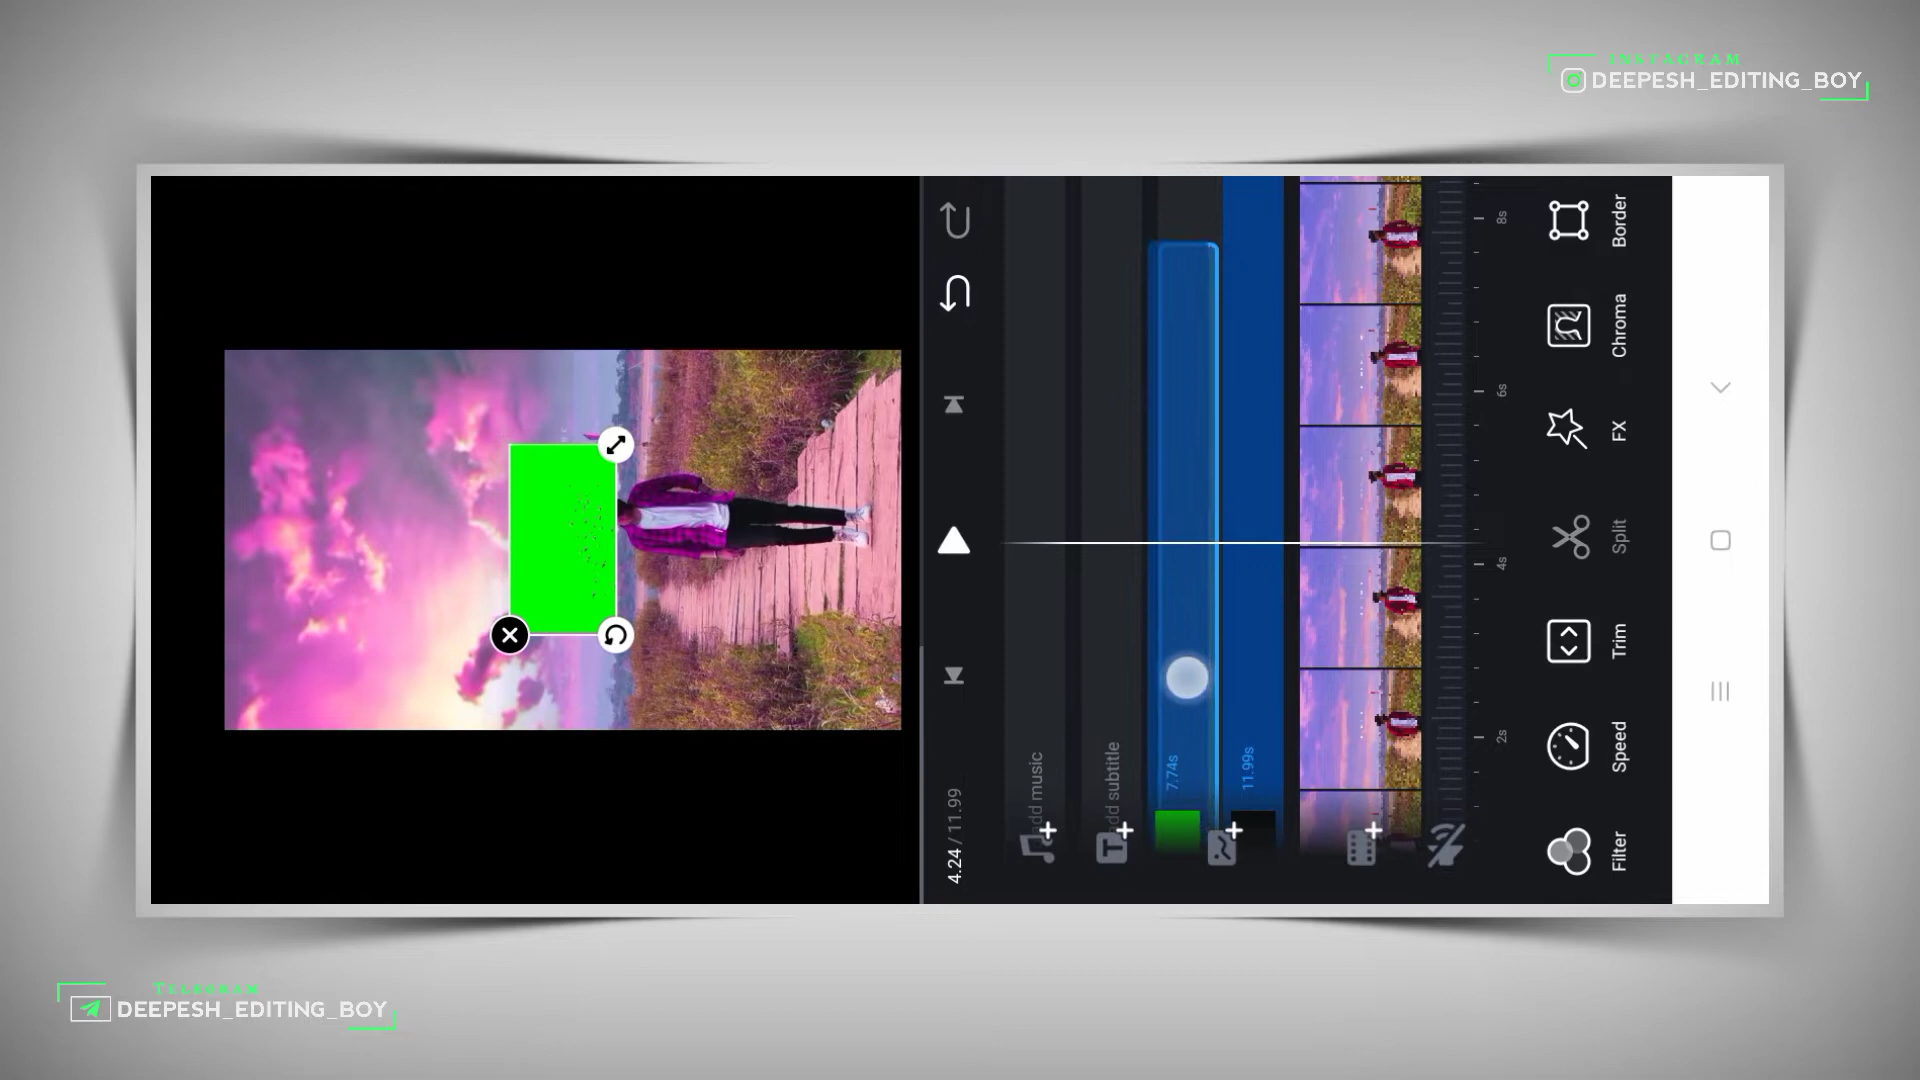 INSTAGRAM
DEEPESH_EDITING_BOY
4.24 / 11.99
dd music
dd subtitle
T
7.74s
11.99s
8s
6s
4s
2s
Border
Chroma
FX
Split
Trim
Speed
Filter
TELEGRAM
DEEPESH_EDITING_BOY